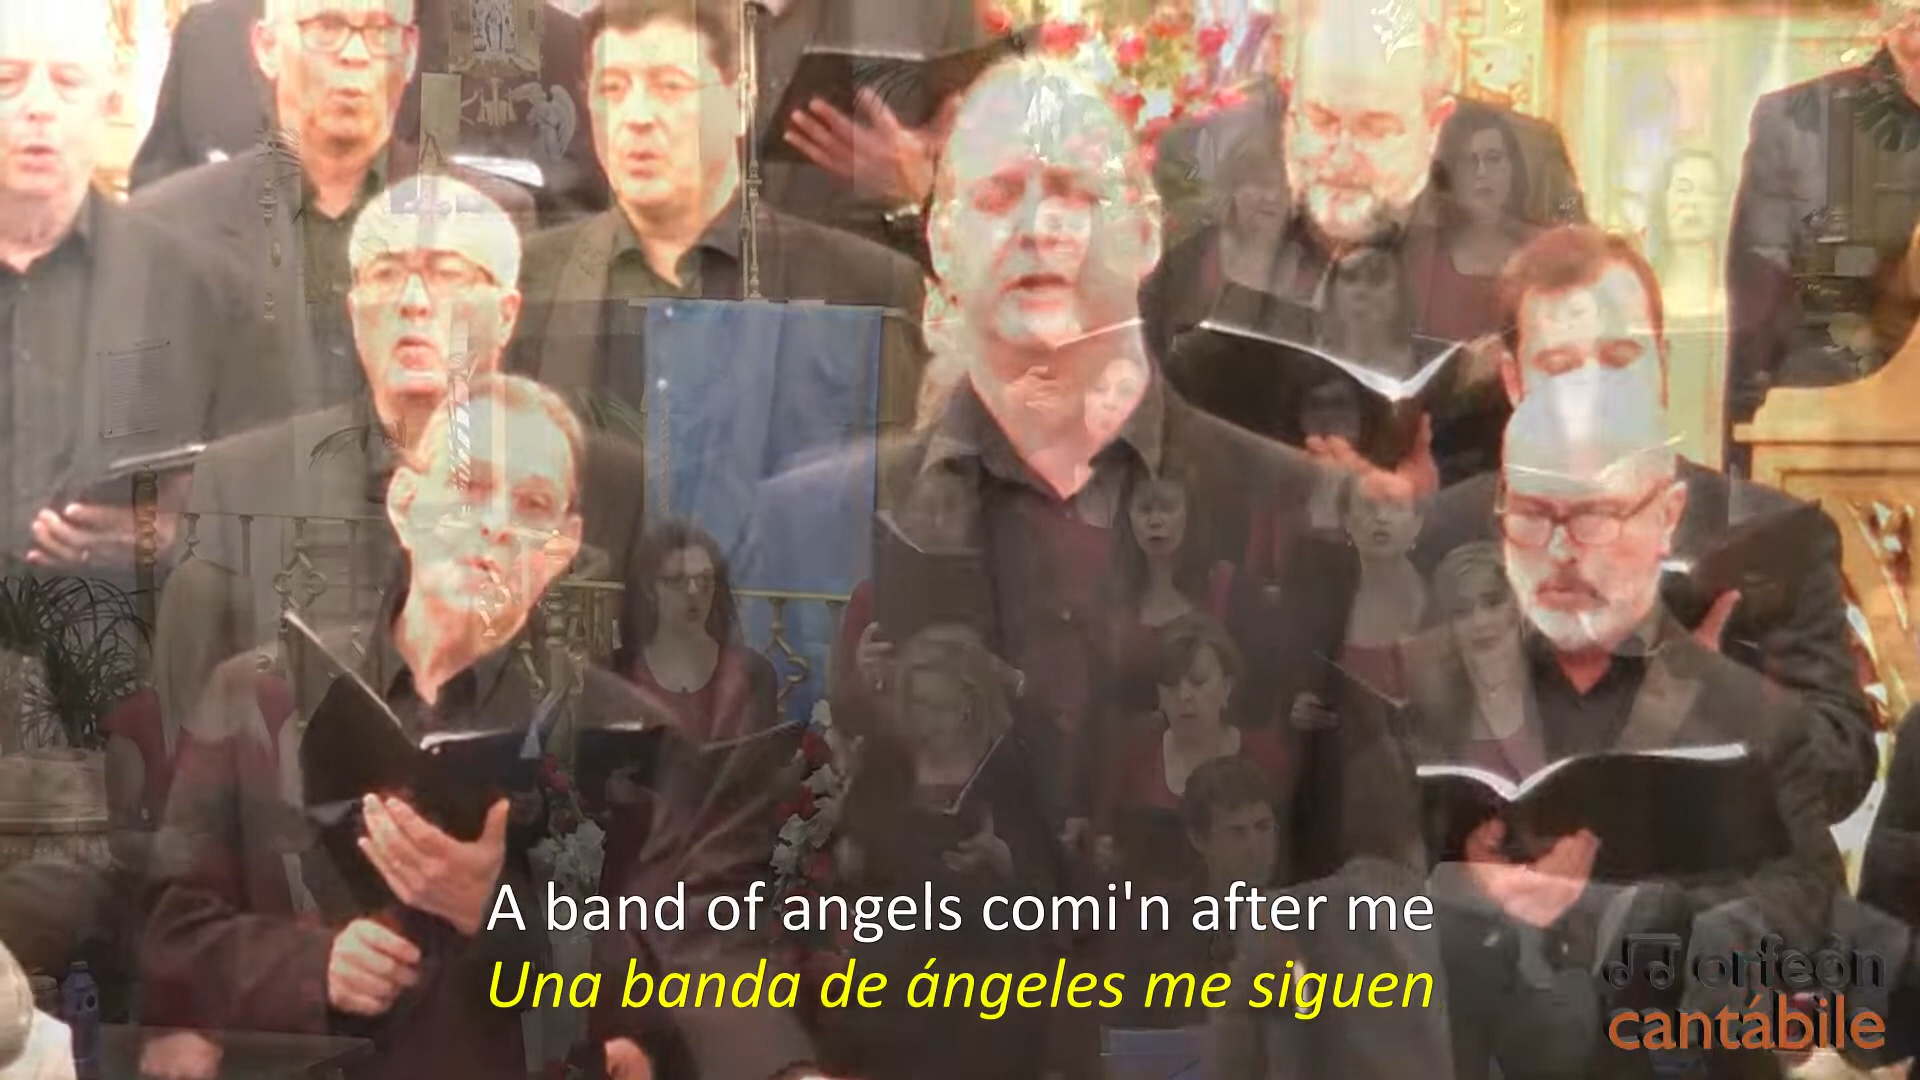 A band of angels comi'n after me
Una banda de ángeles me siguen
orfeón
cantábile